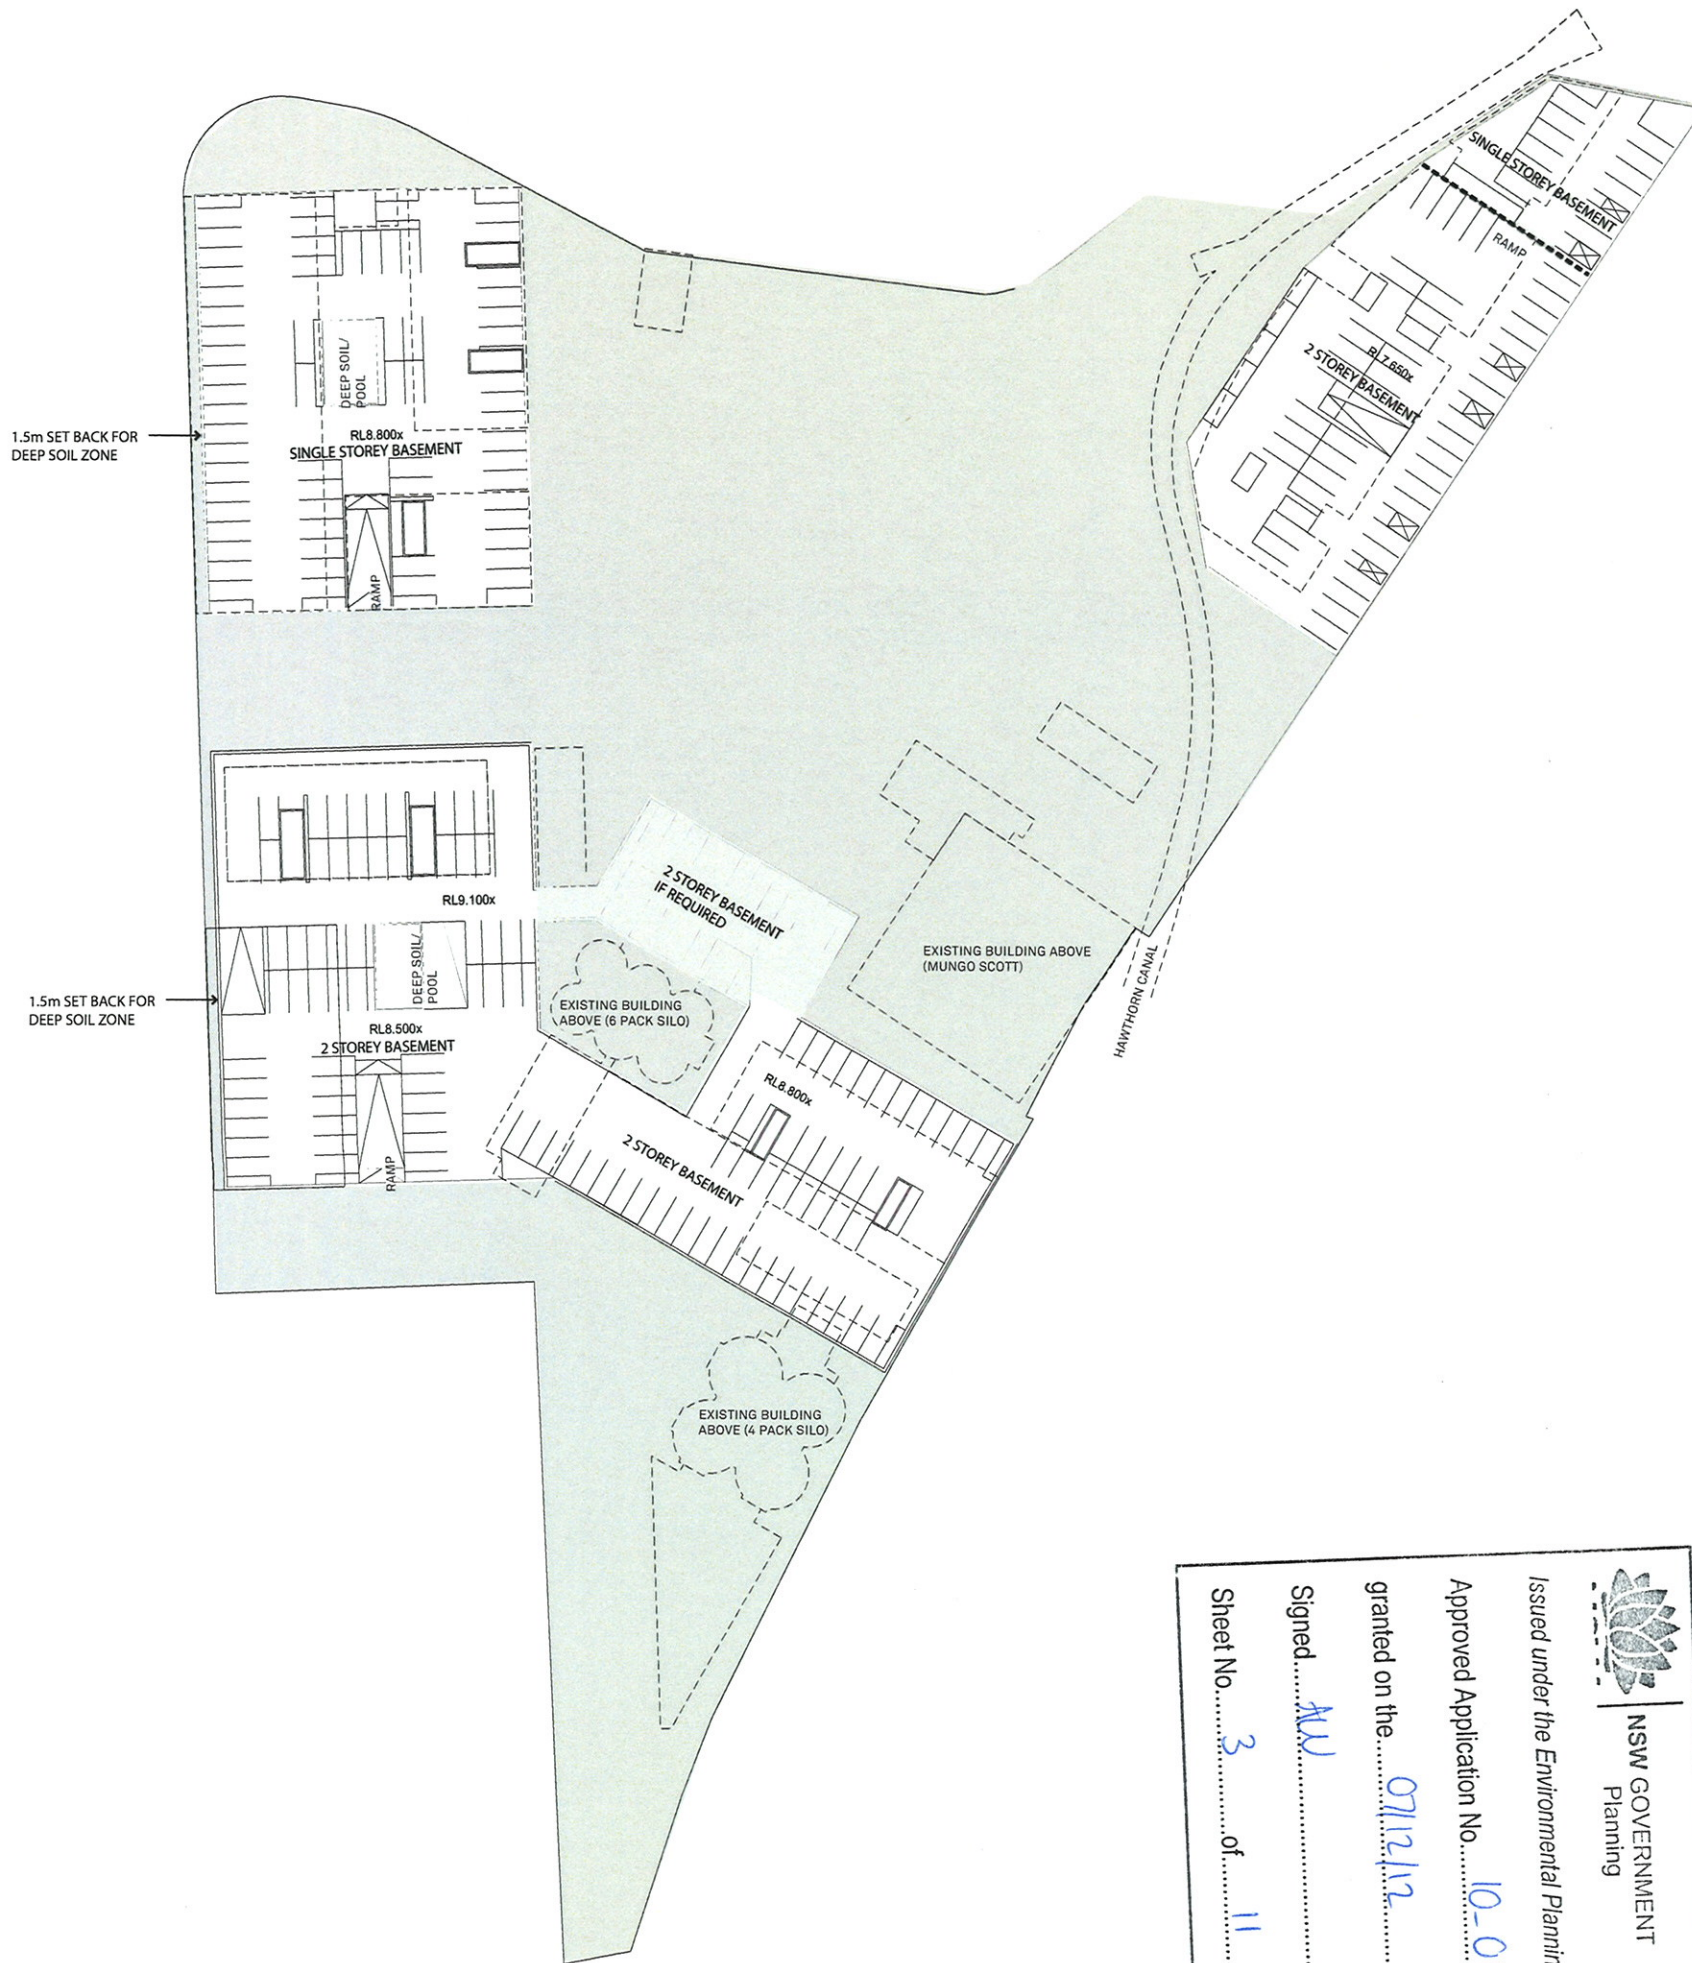 SINGLE STOREY BASEMENT
RAMP
RL7.650x
2 STOREY BASEMENT
DEEP SOIL/
POOL
1.5m SET BACK FOR
DEEP SOIL ZONE
RL8.800x
SINGLE STOREY BASEMENT
RAMP
2 STOREY BASEMENT
IF REQUIRED
RL9.100x
EXISTING BUILDING ABOVE
(MUNGO SCOTT)
HAWTHORN CANAL
DEEP SOIL/
POOL
1.5m SET BACK FOR
DEEP SOIL ZONE
EXISTING BUILDING
ABOVE (6 PACK SILO)
RL8.500x
2 STOREY BASEMENT
RL8.800x
2 STOREY BASEMENT
RAMP
EXISTING BUILDING
ABOVE (4 PACK SILO)
NSW GOVERNMENT
Planning
Issued under the Environmental Plannin
Approved Application No. 10-0
granted on the 07/12/12
Signed AW
Sheet No. 3 of 11